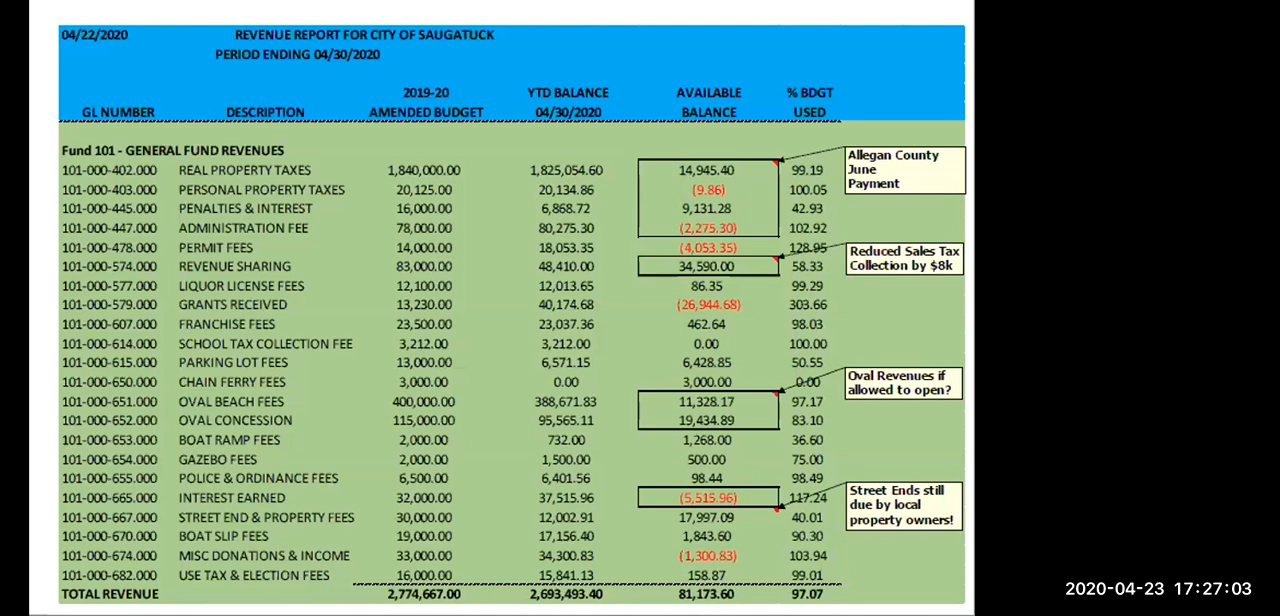 04/22/2020 REVENUE REPORT FOR CITY OF SAUGATUCK
PERIOD ENDING 04/30/2020
2019-20 YTD BALANCE AVAILABLE % BDGT
GL NUMBER DESCRIPTION AMENDED BUDGET 04/30/2020 BALANCE USED
Fund 101 - GENERAL FUND REVENUES
101-000-402.000 REAL PROPERTY TAXES 1,840,000.00 1,825,054.60 14,945.40 99.19
101-000-403.000 PERSONAL PROPERTY TAXES 20,125.00 20,134.86 (9.86) 100.05
101-000-445.000 PENALTIES & INTEREST 16,000.00 6,868.72 9,131.28 42.93
101-000-447.000 ADMINISTRATION FEE 78,000.00 80,275.30 (2,275.30) 102.92
101-000-478.000 PERMIT FEES 14,000.00 18,053.35 (4,053.35) 128.95
101-000-574.000 REVENUE SHARING 83,000.00 48,410.00 34,590.00 58.33
101-000-577.000 LIQUOR LICENSE FEES 12,100.00 12,013.65 86.35 99.29
101-000-579.000 GRANTS RECEIVED 13,230.00 40,174.68 (26,944.68) 303.66
101-000-607.000 FRANCHISE FEES 23,500.00 23,037.36 462.64 98.03
101-000-614.000 SCHOOL TAX COLLECTION FEE 3,212.00 3,212.00 0.00 100.00
101-000-615.000 PARKING LOT FEES 13,000.00 6,571.15 6,428.85 50.55
101-000-650.000 CHAIN FERRY FEES 3,000.00 0.00 3,000.00 0.00
101-000-651.000 OVAL BEACH FEES 400,000.00 388,671.83 11,328.17 97.17
101-000-652.000 OVAL CONCESSION 115,000.00 95,565.11 19,434.89 83.10
101-000-653.000 BOAT RAMP FEES 2,000.00 732.00 1,268.00 36.60
101-000-654.000 GAZEBO FEES 2,000.00 1,500.00 500.00 75.00
101-000-655.000 POLICE & ORDINANCE FEES 6,500.00 6,401.56 98.44 98.49
101-000-665.000 INTEREST EARNED 32,000.00 37,515.96 (5,515.96) 117.24
101-000-667.000 STREET END & PROPERTY FEES 30,000.00 12,002.91 17,997.09 40.01
101-000-670.000 BOAT SLIP FEES 19,000.00 17,156.40 1,843.60 90.30
101-000-674.000 MISC DONATIONS & INCOME 33,000.00 34,300.83 (1,300.83) 103.94
101-000-682.000 USE TAX & ELECTION FEES 16,000.00 15,841.13 158.87 99.01
TOTAL REVENUE 2,774,667.00 2,693,493.40 81,173.60 97.07
Allegan County
June
Payment
Reduced Sales Tax
Collection by $8k
Oval Revenues if
allowed to open?
Street Ends still
due by local
property owners!
2020-04-23 17:27:03